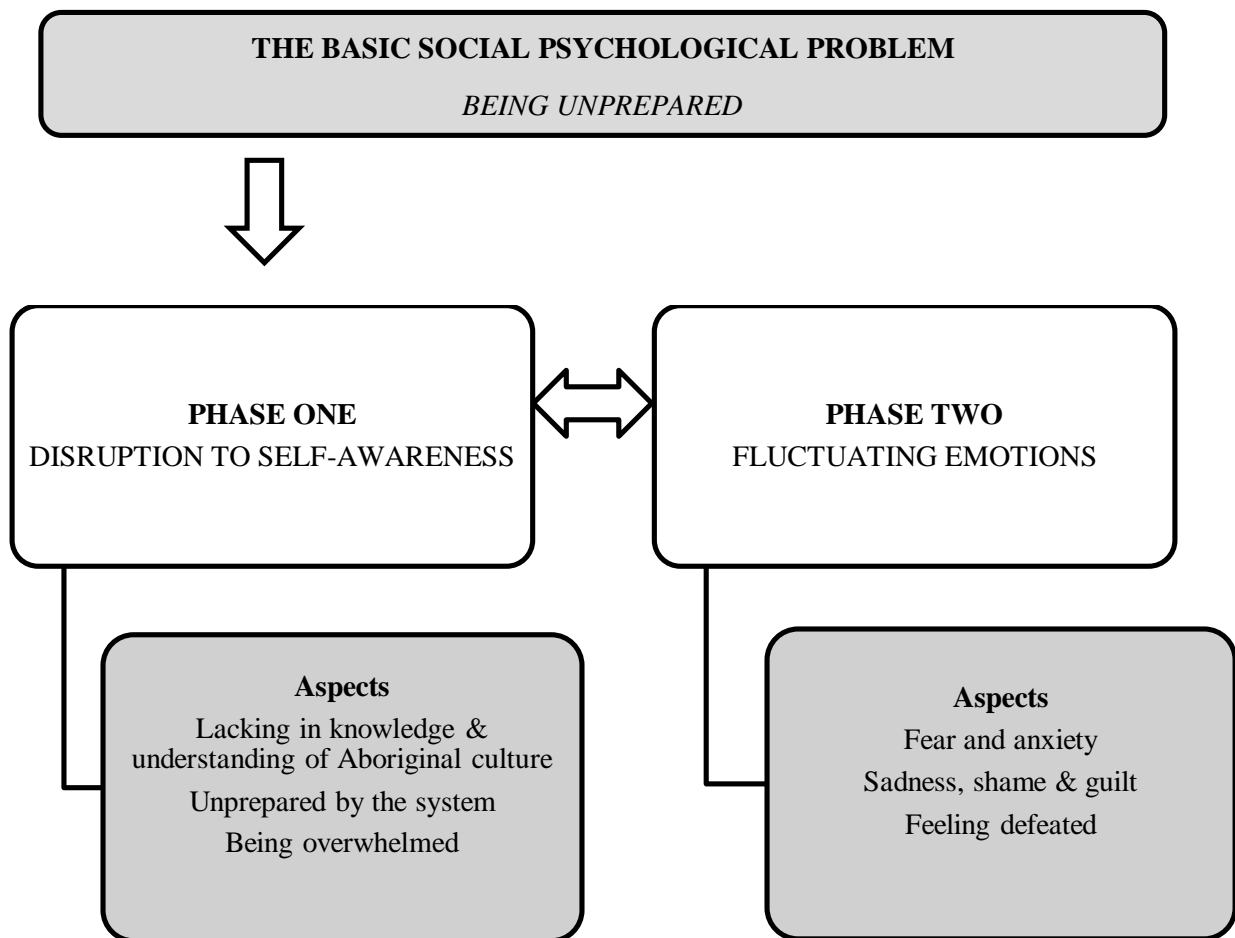 THE BASIC SOCIAL PSYCHOLOGICAL PROBLEM
BEING UNPREPARED
PHASE ONE
DISRUPTION TO SELF-AWARENESS
PHASE TWO
FLUCTUATING EMOTIONS
Aspects
Lacking in knowledge &
understanding of Aboriginal culture
Unprepared by the system
Being overwhelmed
Aspects
Fear and anxiety
Sadness, shame & guilt
Feeling defeated